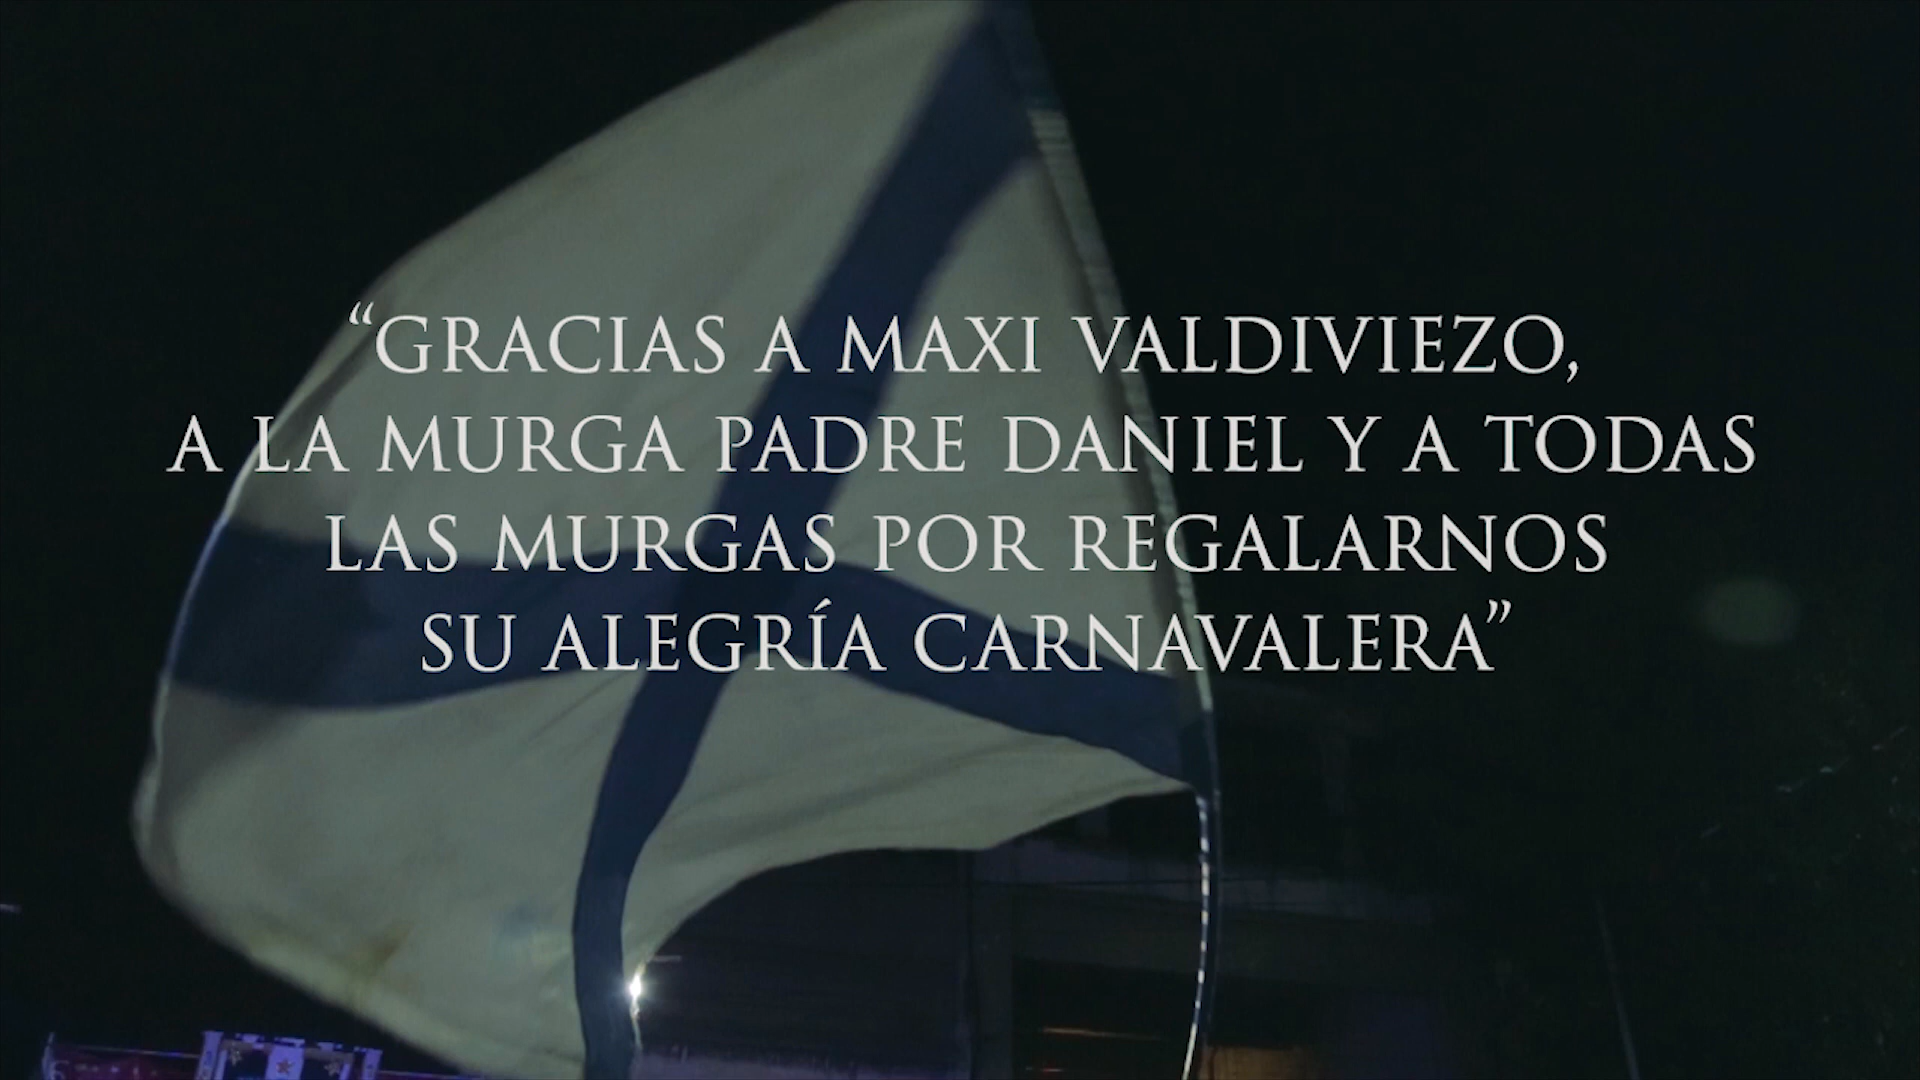 “GRACIAS A MAXI VALDIVIEZO,
A LA MURGA PADRE DANIEL Y A TODAS
LAS MURGAS POR REGALARNOS
SU ALEGRÍA CARNAVALERA”